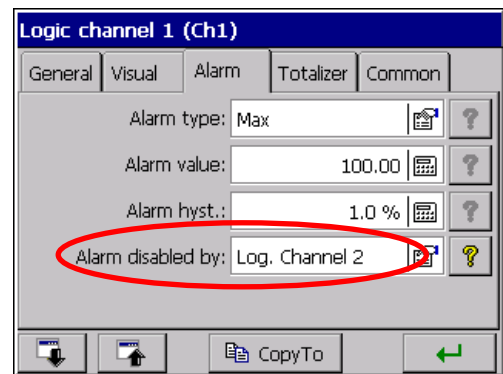 Logic channel 1 (Ch1)
General Visual Alarm Totalizer Common
Alarm type: Max ?
Alarm value: 100.00 ?
Alarm hyst.: 1.0 % ?
Alarm disabled by: Log. Channel 2 ?
CopyTo